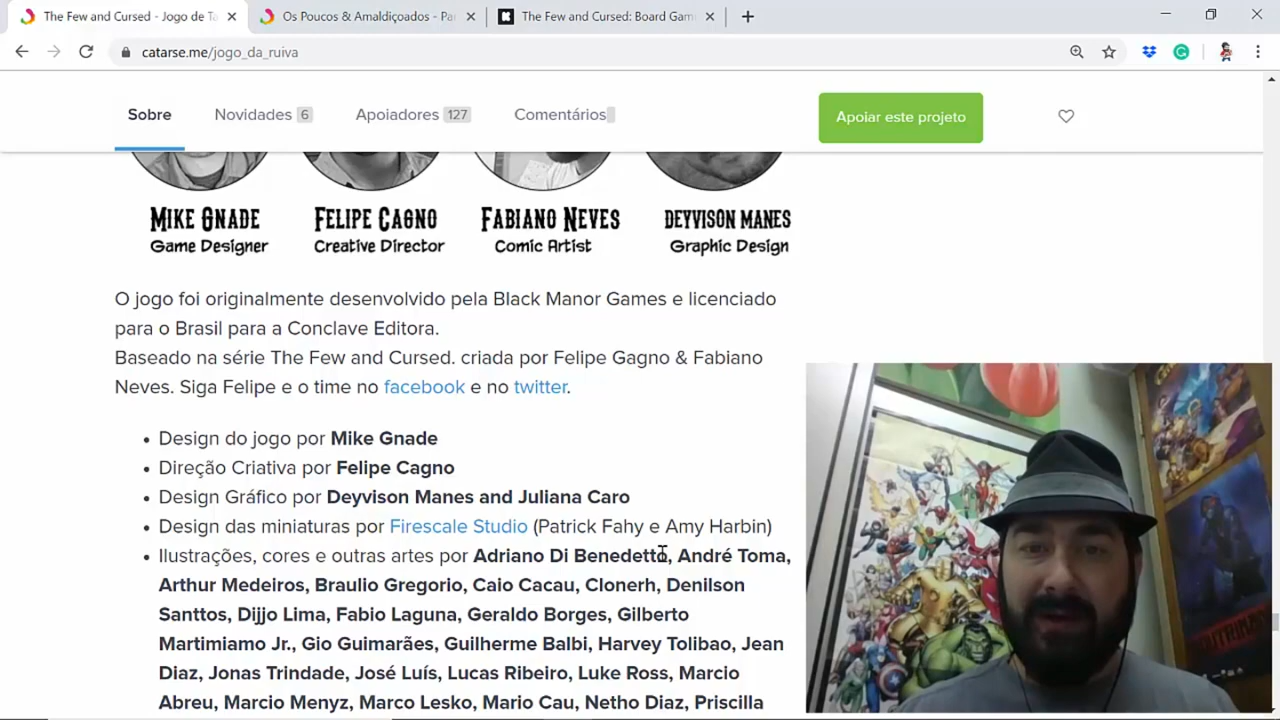 The Few and Cursed - Jogo de Ta
Os Poucos & Amaldiçoados - Pa
The Few and Cursed: Board Gam
catarse.me/jogo_da_ruiva
Sobre
Novidades 6
Apoiadores 127
Comentários
Apoiar este projeto
MIKE GNADE
Game Designer
FELIPE CAGNO
Creative Director
FABIANO NEVES
Comic Artist
DEYVISON MANES
Graphic Design
O jogo foi originalmente desenvolvido pela Black Manor Games e licenciado
para o Brasil para a Conclave Editora.
Baseado na série The Few and Cursed. criada por Felipe Gagno & Fabiano
Neves. Siga Felipe e o time no facebook e no twitter.
• Design do jogo por Mike Gnade
• Direção Criativa por Felipe Cagno
• Design Gráfico por Deyvison Manes and Juliana Caro
• Design das miniaturas por Firescale Studio (Patrick Fahy e Amy Harbin)
• Ilustrações, cores e outras artes por Adriano Di Benedetto, André Toma,
Arthur Medeiros, Braulio Gregorio, Caio Cacau, Clonerh, Denilson
Santtos, Dijjo Lima, Fabio Laguna, Geraldo Borges, Gilberto
Martimiamo Jr., Gio Guimarães, Guilherme Balbi, Harvey Tolibao, Jean
Diaz, Jonas Trindade, José Luís, Lucas Ribeiro, Luke Ross, Marcio
Abreu, Marcio Menyz, Marco Lesko, Mario Cau, Netho Diaz, Priscilla